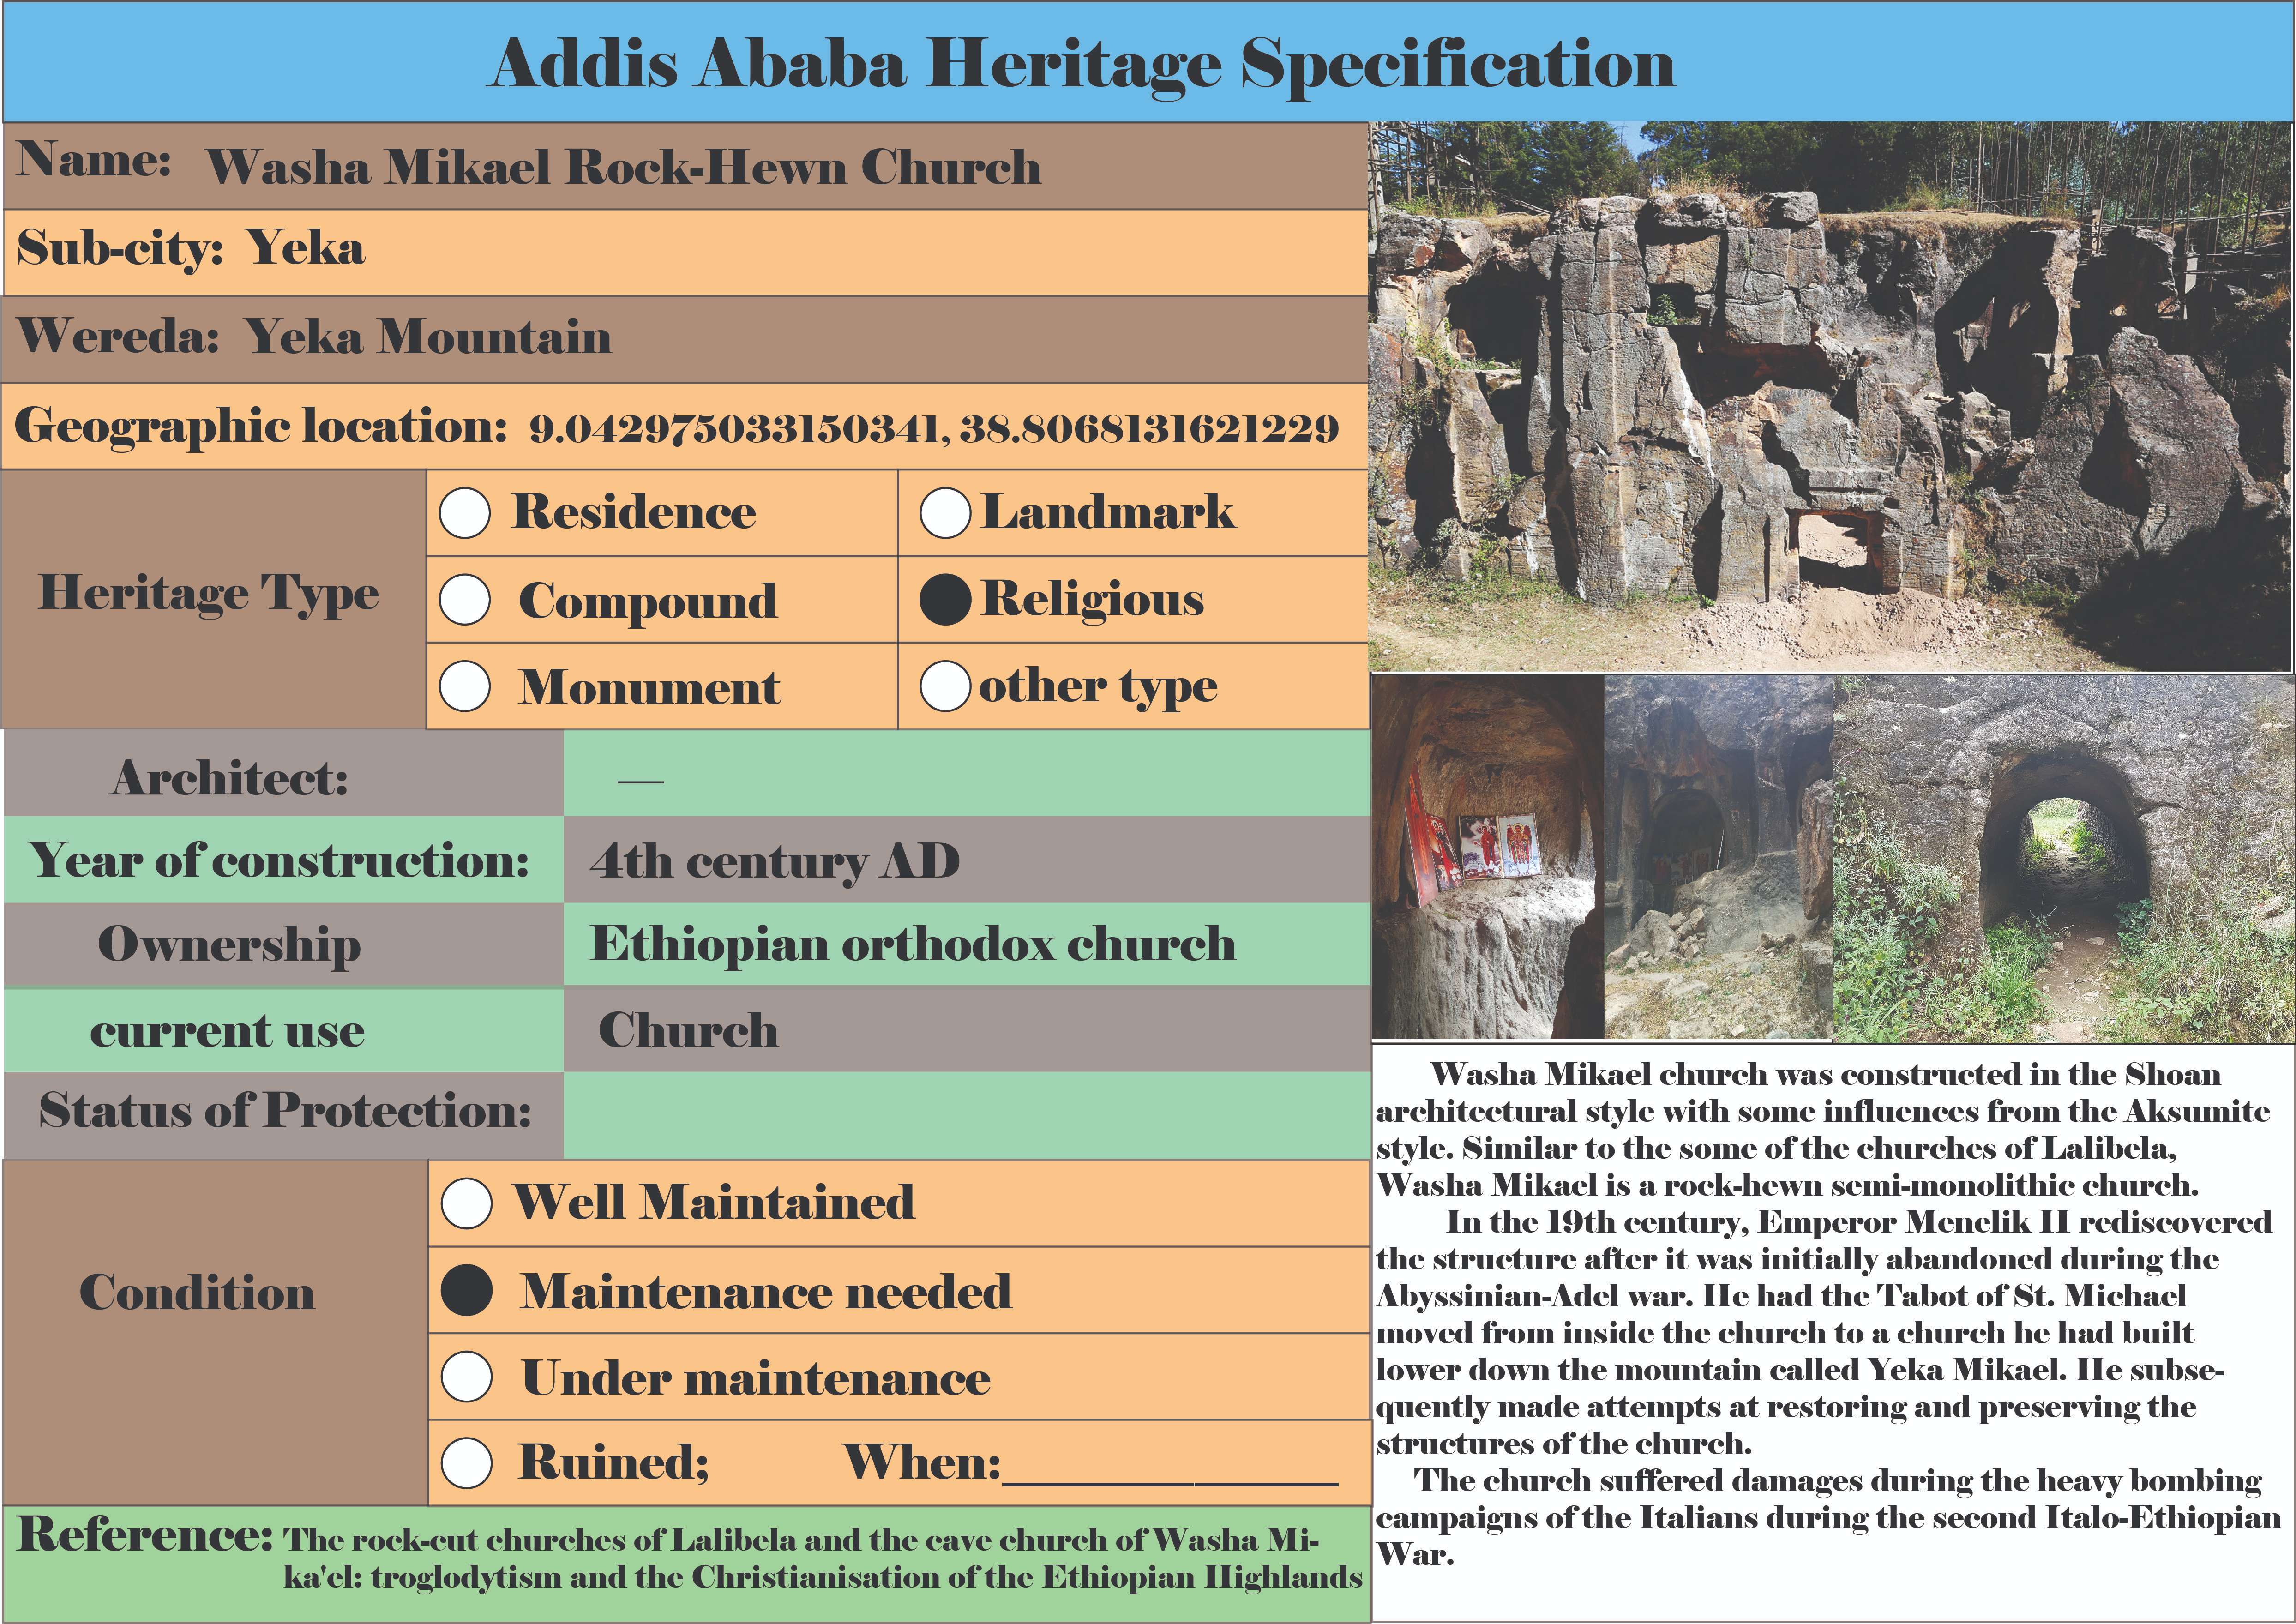 Addis Ababa Heritage Specification
Name: Washa Mikael Rock-Hewn Church
Sub-city: Yeka
Wereda: Yeka Mountain
Geographic location: 9.042975033150341, 38.8068131621229
Heritage Type
Residence
Landmark
Compound
Religious
Monument
other type
Architect: —
Year of construction: 4th century AD
Ownership Ethiopian orthodox church
current use Church
Status of Protection:
Condition
Well Maintained
Maintenance needed
Under maintenance
Ruined; When:______________
Reference: The rock-cut churches of Lalibela and the cave church of Washa Mi-
ka'el: troglodytism and the Christianisation of the Ethiopian Highlands
Washa Mikael church was constructed in the Shoan
architectural style with some influences from the Aksumite
style. Similar to the some of the churches of Lalibela,
Washa Mikael is a rock-hewn semi-monolithic church.
In the 19th century, Emperor Menelik II rediscovered
the structure after it was initially abandoned during the
Abyssinian-Adel war. He had the Tabot of St. Michael
moved from inside the church to a church he had built
lower down the mountain called Yeka Mikael. He subse-
quently made attempts at restoring and preserving the
structures of the church.
The church suffered damages during the heavy bombing
campaigns of the Italians during the second Italo-Ethiopian
War.